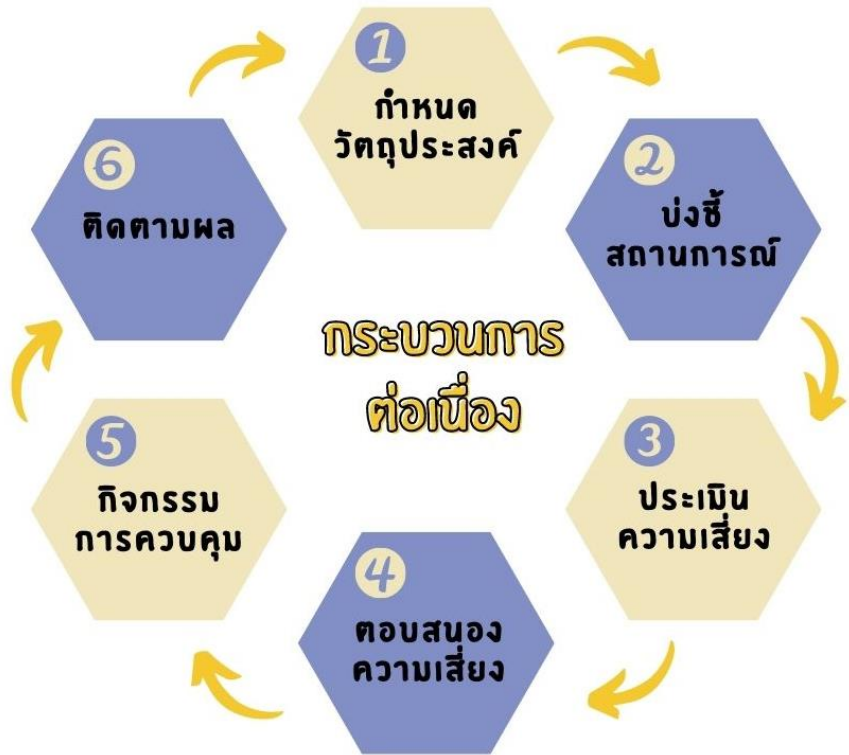 1
กำหนด
วัตถุประสงค์
2
บ่งชี้
สถานการณ์
3
ประเมิน
ความเสี่ยง
4
ตอบสนอง
ความเสี่ยง
5
กิจกรรม
การควบคุม
6
ติดตามผล
กระบวนการ
ต่อเนื่อง